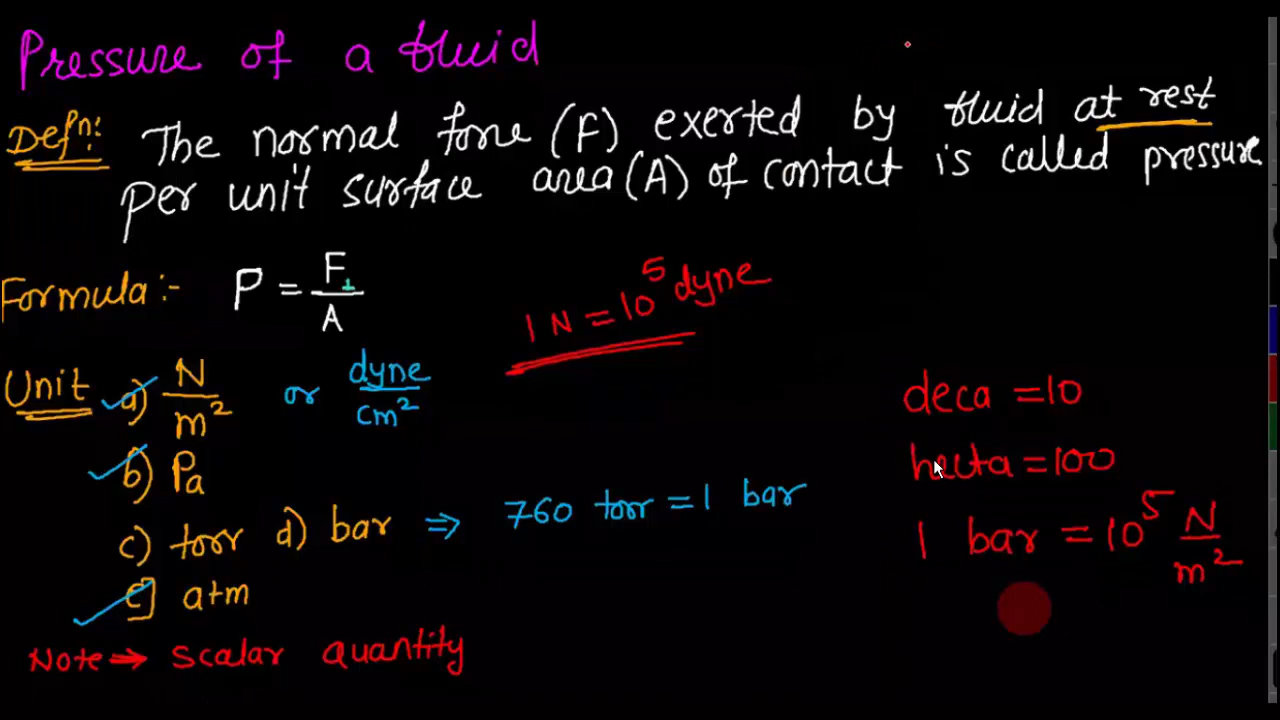 Pressure of a fluid
Defn: The normal force (F) exerted by fluid at rest
per unit surface area (A) of contact is called pressure
Formula:- P = F⊥/A
1 N = 10^5 dyne
Unit a) N/m² or dyne/cm²
b) Pa
c) torr d) bar ⇒ 760 torr = 1 bar
e] atm
Note → scalar quantity
deca = 10
hecta = 100
1 bar = 10^5 N/m²